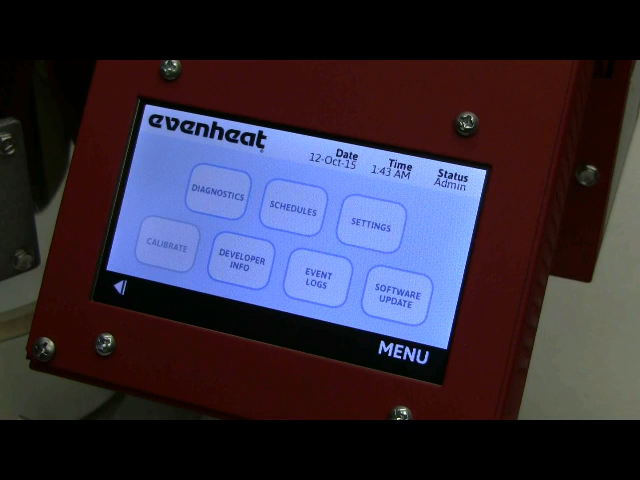 evenheat
Date Time Status
12-Oct-15 1:43 AM Admin
DIAGNOSTICS
SCHEDULES
SETTINGS
CALIBRATE
DEVELOPER
INFO
EVENT
LOGS
SOFTWARE
UPDATE
MENU